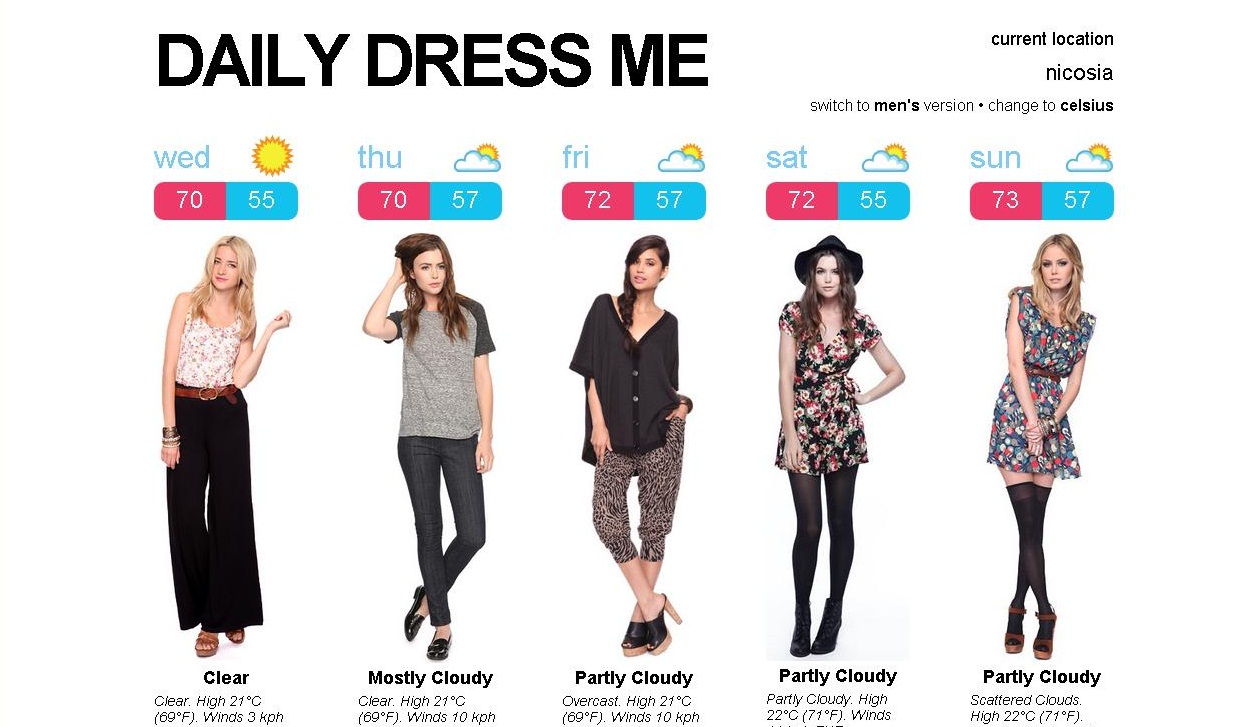 DAILY DRESS ME
current location
nicosia
switch to men's version • change to celsius
wed
70 55
thu
70 57
fri
72 57
sat
72 55
sun
73 57
Clear
Clear. High 21°C
(69°F). Winds 3 kph
Mostly Cloudy
Clear. High 21°C
(69°F). Winds 10 kph
Partly Cloudy
Overcast. High 21°C
(69°F). Winds 10 kph
Partly Cloudy
Partly Cloudy. High
22°C (71°F). Winds
Partly Cloudy
Scattered Clouds.
High 22°C (71°F).